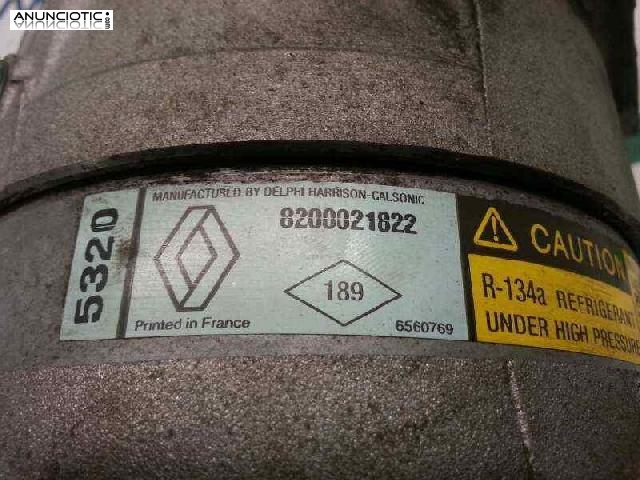 ANUNCIOTIC.com
MANUFACTURED BY DELPHI HARRISON-CALSONIC
5320
8200021822
189
Printed in France
6560769
CAUTION
R-134a REFRIGERANT
UNDER HIGH PRESSURE